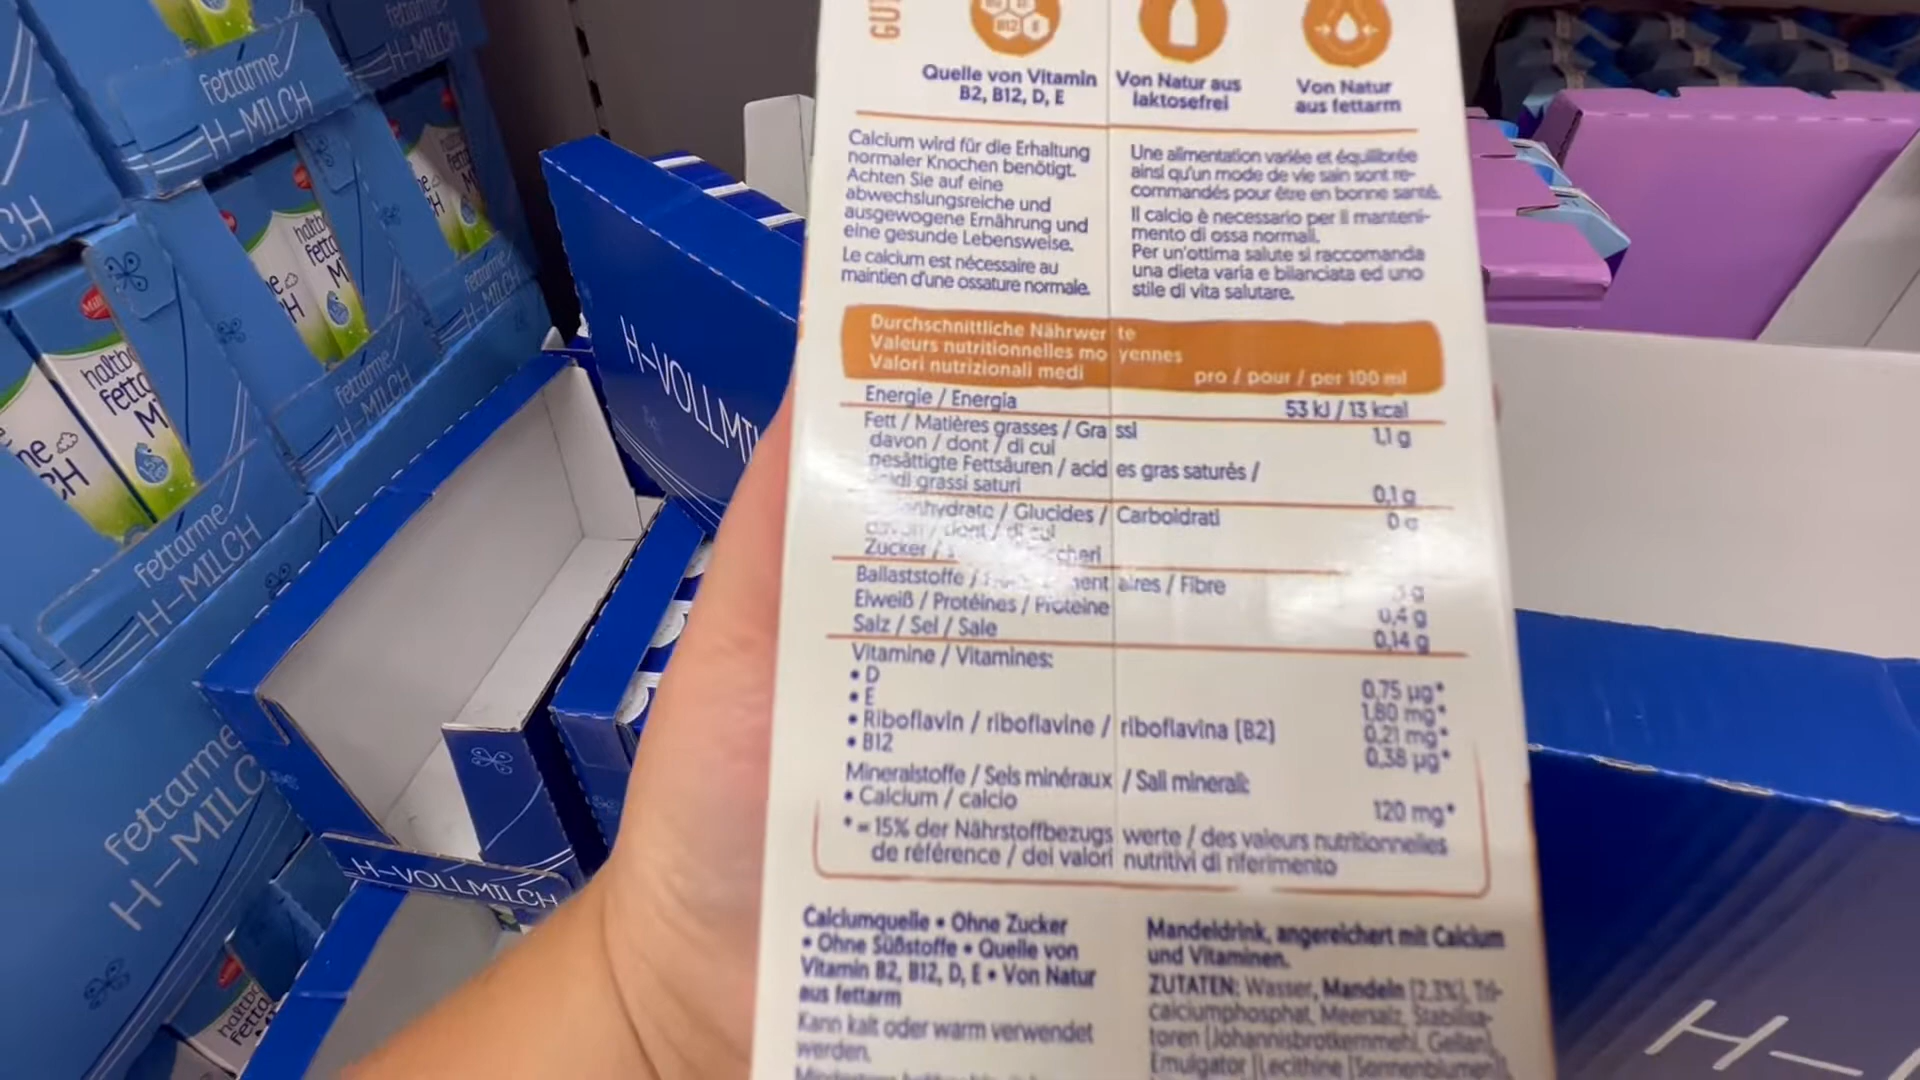 GU
B12 E
Quelle von Vitamin
B2, B12, D, E
Von Natur aus
laktosefrei
Von Natur
aus fettarm
Calcium wird für die Erhaltung
normaler Knochen benötigt.
Achten Sie auf eine
abwechslungsreiche und
ausgewogene Ernährung und
eine gesunde Lebensweise.
Le calcium est nécessaire au
maintien d'une ossature normale.
Une alimentation variée et équilibrée
ainsi qu'un mode de vie sain sont re-
commandés pour être en bonne santé.
Il calcio è necessario per il manteni-
mento di ossa normali.
Per un'ottima salute si raccomanda
una dieta varia e bilanciata ed uno
stile di vita salutare.
Durchschnittliche Nährwerte
Valeurs nutritionnelles moyennes
Valori nutrizionali medi
pro / pour / per 100 ml
Energie / Energia 53 kJ / 13 kcal
Fett / Matières grasses / Grassi 1,1 g
davon / dont / di cui
gesättigte Fettsäuren / acides gras saturés /
grassi saturi 0,1 g
/ Glucides / Carboidrati 0 g
davon / dont / di cui
Zucker /
Ballaststoffe / / Fibre
Eiweiß / Protéines / Proteine 0,4 g
Salz / Sel / Sale 0,14 g
Vitamine / Vitamines:
• D 0,75 µg*
• E 1,80 mg*
• Riboflavin / riboflavine / riboflavina [B2] 0,21 mg*
• B12 0,38 µg*
Mineralstoffe / Sels minéraux / Sali minerali:
• Calcium / calcio 120 mg*
* = 15% der Nährstoffbezugswerte / des valeurs nutritionnelles
de référence / dei valori nutritivi di riferimento
Calciumquelle • Ohne Zucker
• Ohne Süßstoffe • Quelle von
Vitamin B2, B12, D, E • Von Natur
aus fettarm
Kann kalt oder warm verwendet
werden.
Mandeldrink, angereichert mit Calcium
und Vitaminen.
ZUTATEN: Wasser, Mandeln [2,3%], Tri-
calciumphosphat, Meersalz, Stabilisa-
toren [Johannisbrotkernmehl, Gellan],
Emulgator [Lecithine [Sonnenblumen]],
fettarme
H-MILCH
H-MILCH
fettarme
H-MILCH
fettarme
H-MILCH
fettarme
H-MILCH
fettarme
H-MILC
CH
H-VOLLMI
H-VOLLMILCH
H-